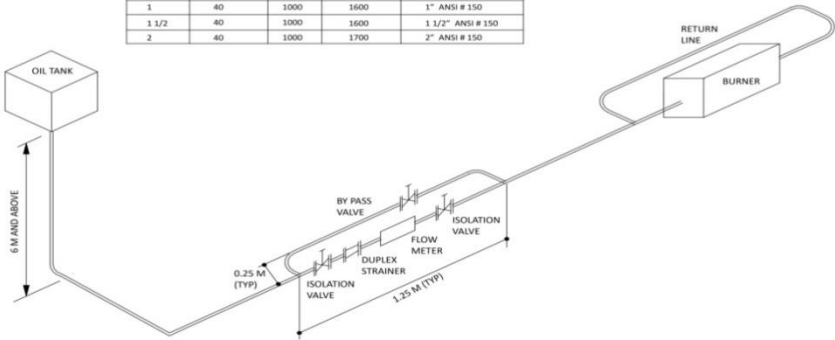 1 40 1000 1600 1" ANSI # 150
1 1/2 40 1000 1600 1 1/2" ANSI # 150
2 40 1000 1700 2" ANSI # 150
RETURN
LINE
OIL TANK
BURNER
6 M AND ABOVE
BY PASS
VALVE
ISOLATION
VALVE
FLOW
METER
DUPLEX
STRAINER
0.25 M
(TYP)
ISOLATION
VALVE
1.25 M (TYP)